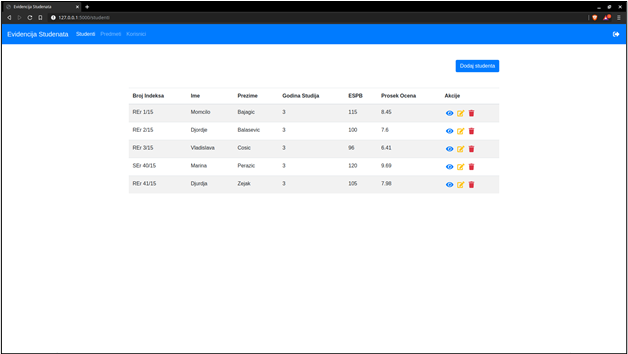 Evidencija Studenata
127.0.0.1:5000/studenti
Evidencija Studenata Studenti Predmeti Korisnici
Dodaj studenta
Broj Indeksa Ime Prezime Godina Studija ESPB Prosek Ocena Akcije
REr 1/15 Momcilo Bajagic 3 115 8.45
REr 2/15 Djordje Balasevic 3 100 7.6
REr 3/15 Vladislava Cosic 3 96 6.41
SEr 40/15 Marina Perazic 3 120 9.69
REr 41/15 Djurdja Zejak 3 105 7.98